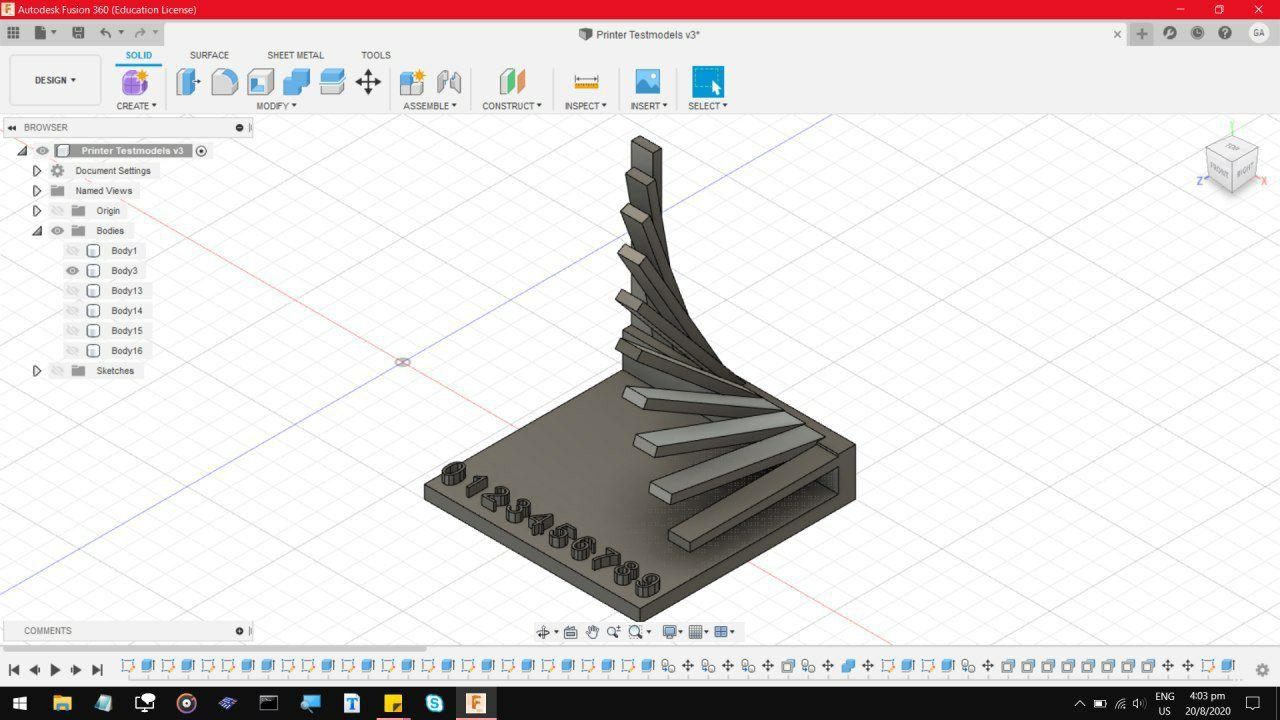 Autodesk Fusion 360 (Education License)
Printer Testmodels v3*
GA
DESIGN
SOLID
SURFACE
SHEET METAL
TOOLS
CREATE
MODIFY
ASSEMBLE
CONSTRUCT
INSPECT
INSERT
SELECT
BROWSER
Printer Testmodels v3
Document Settings
Named Views
Origin
Bodies
Body1
Body3
Body13
Body14
Body15
Body16
Sketches
Y
TOP
FRONT
RIGHT
Z
X
0 1 2 3 4 5 6 7 8 9
COMMENTS
ENG
US
4:03 pm
20/8/2020